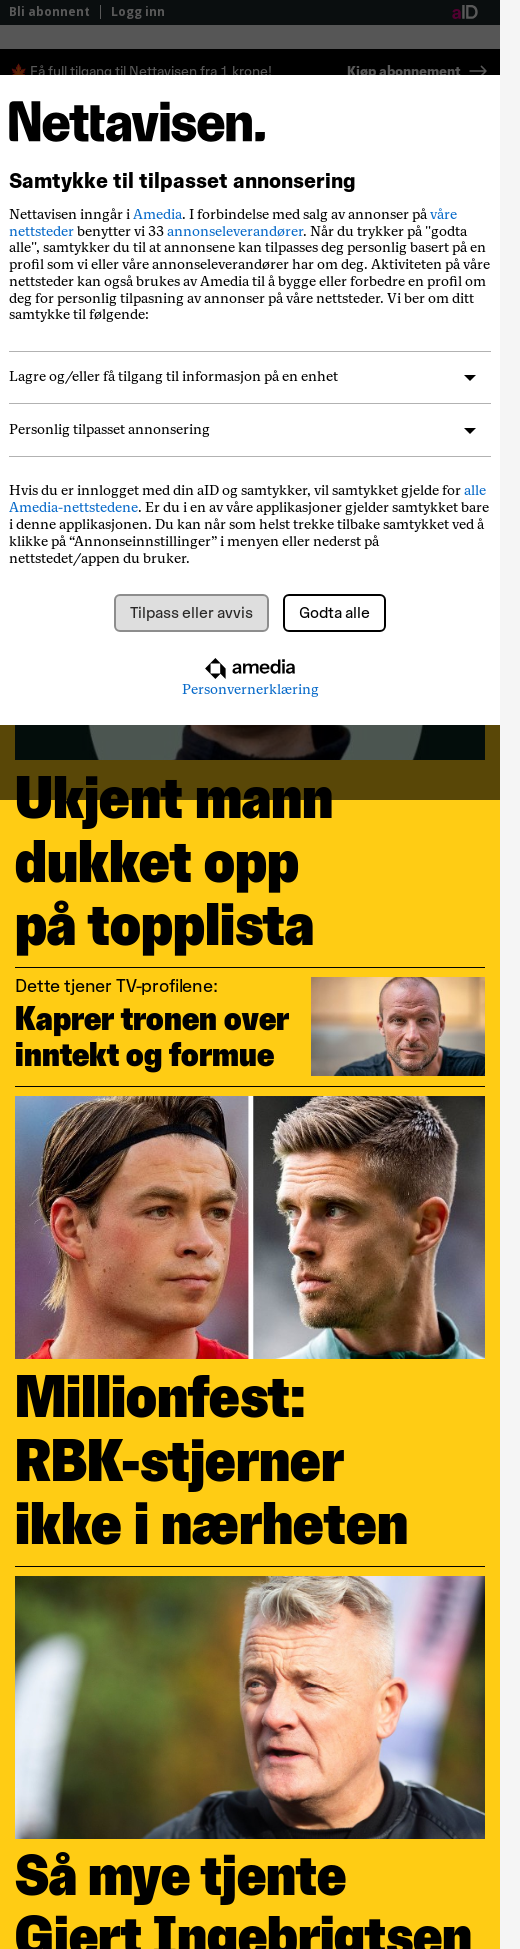 Bli abonnent | Logg inn
aID
Få full tilgang til Nettavisen fra 1 krone!
Kjøp abonnement →
Nettavisen.
Samtykke til tilpasset annonsering
Nettavisen inngår i Amedia. I forbindelse med salg av annonser på våre
nettsteder benytter vi 33 annonseleverandører. Når du trykker på "godta
alle", samtykker du til at annonsene kan tilpasses deg personlig basert på en
profil som vi eller våre annonseleverandører har om deg. Aktiviteten på våre
nettsteder kan også brukes av Amedia til å bygge eller forbedre en profil om
deg for personlig tilpasning av annonser på våre nettsteder. Vi ber om ditt
samtykke til følgende:
Lagre og/eller få tilgang til informasjon på en enhet
Personlig tilpasset annonsering
Hvis du er innlogget med din aID og samtykker, vil samtykket gjelde for alle
Amedia-nettstedene. Er du i en av våre applikasjoner gjelder samtykket bare
i denne applikasjonen. Du kan når som helst trekke tilbake samtykket ved å
klikke på “Annonseinnstillinger” i menyen eller nederst på
nettstedet/appen du bruker.
Tilpass eller avvis
Godta alle
amedia
Personvernerklæring
Ukjent mann
dukket opp
på topplista
Dette tjener TV-profilene:
Kaprer tronen over
inntekt og formue
Millionfest:
RBK-stjerner
ikke i nærheten
Så mye tjente
Gjert Ingebrigtsen